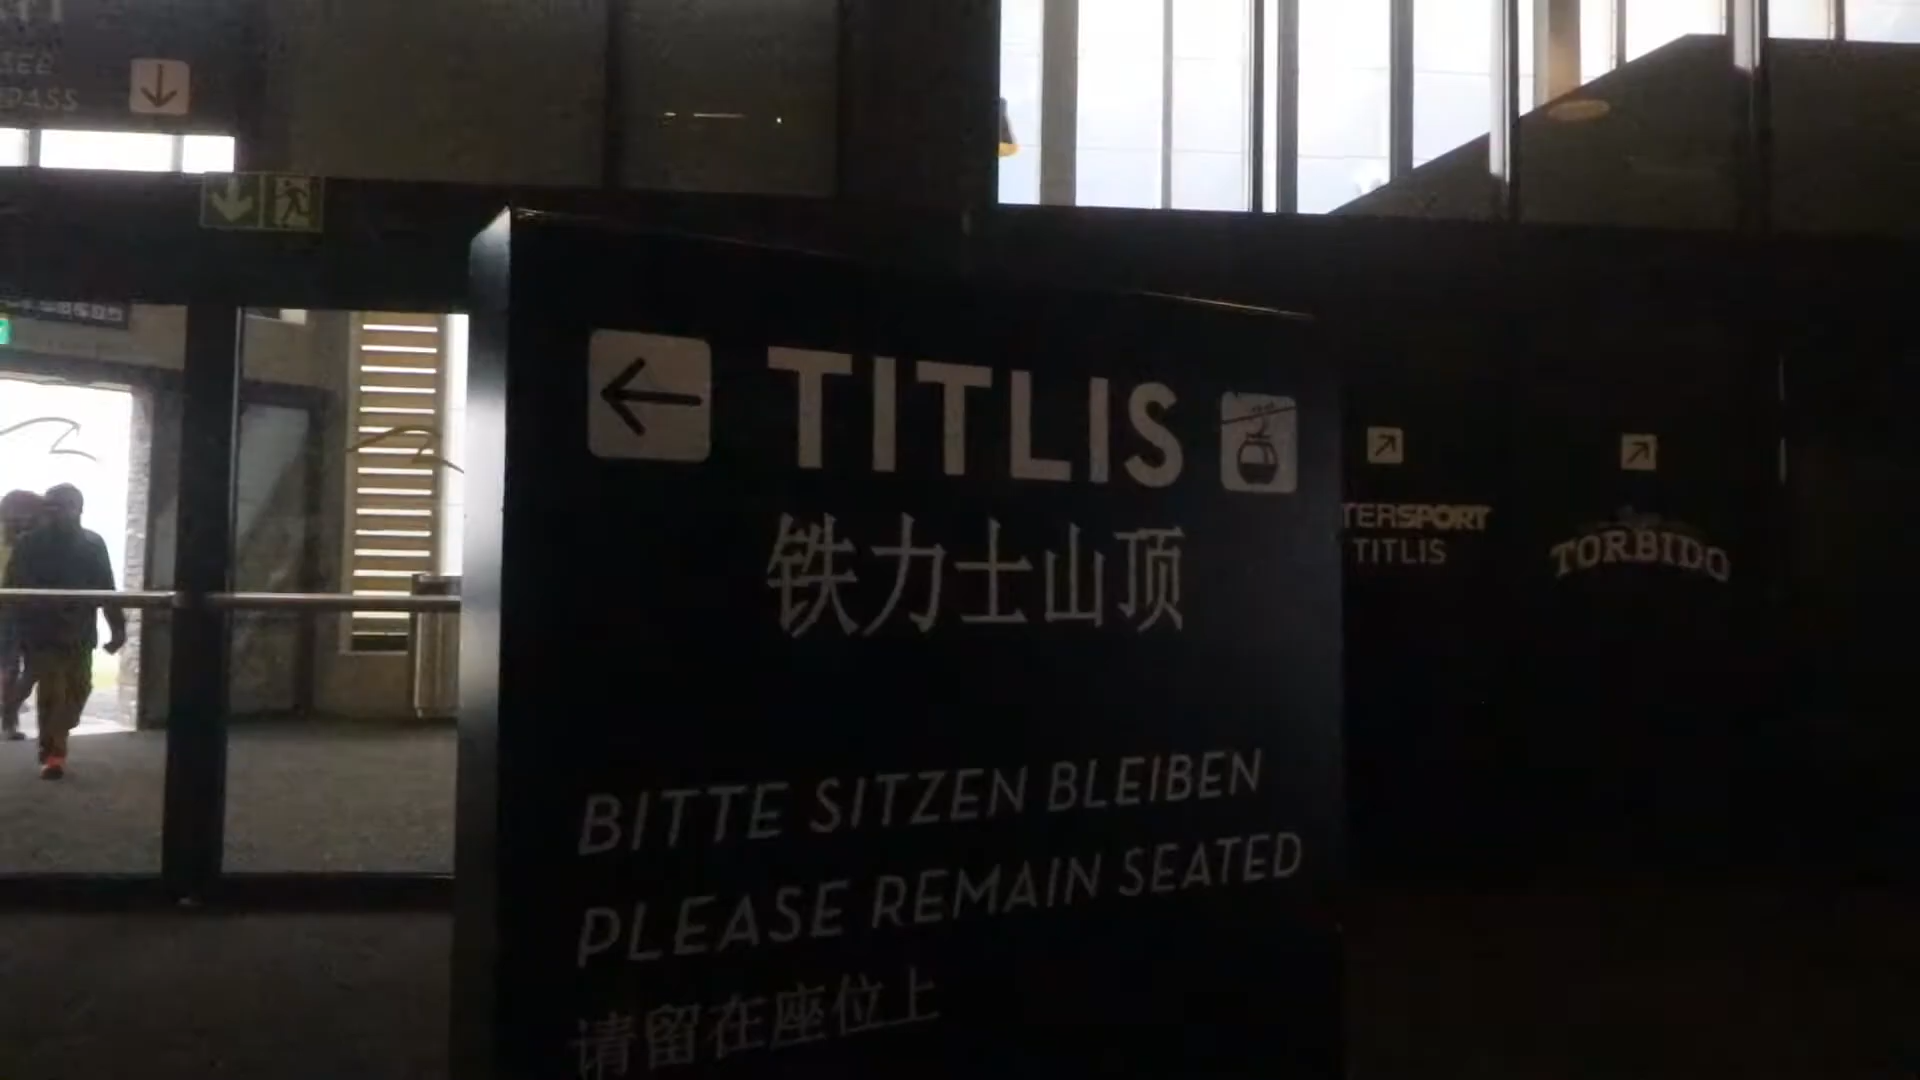 TITLIS
铁力士山顶
BITTE SITZEN BLEIBEN
PLEASE REMAIN SEATED
请留在座位上
TERSPORT
TITLIS
TORBIDO